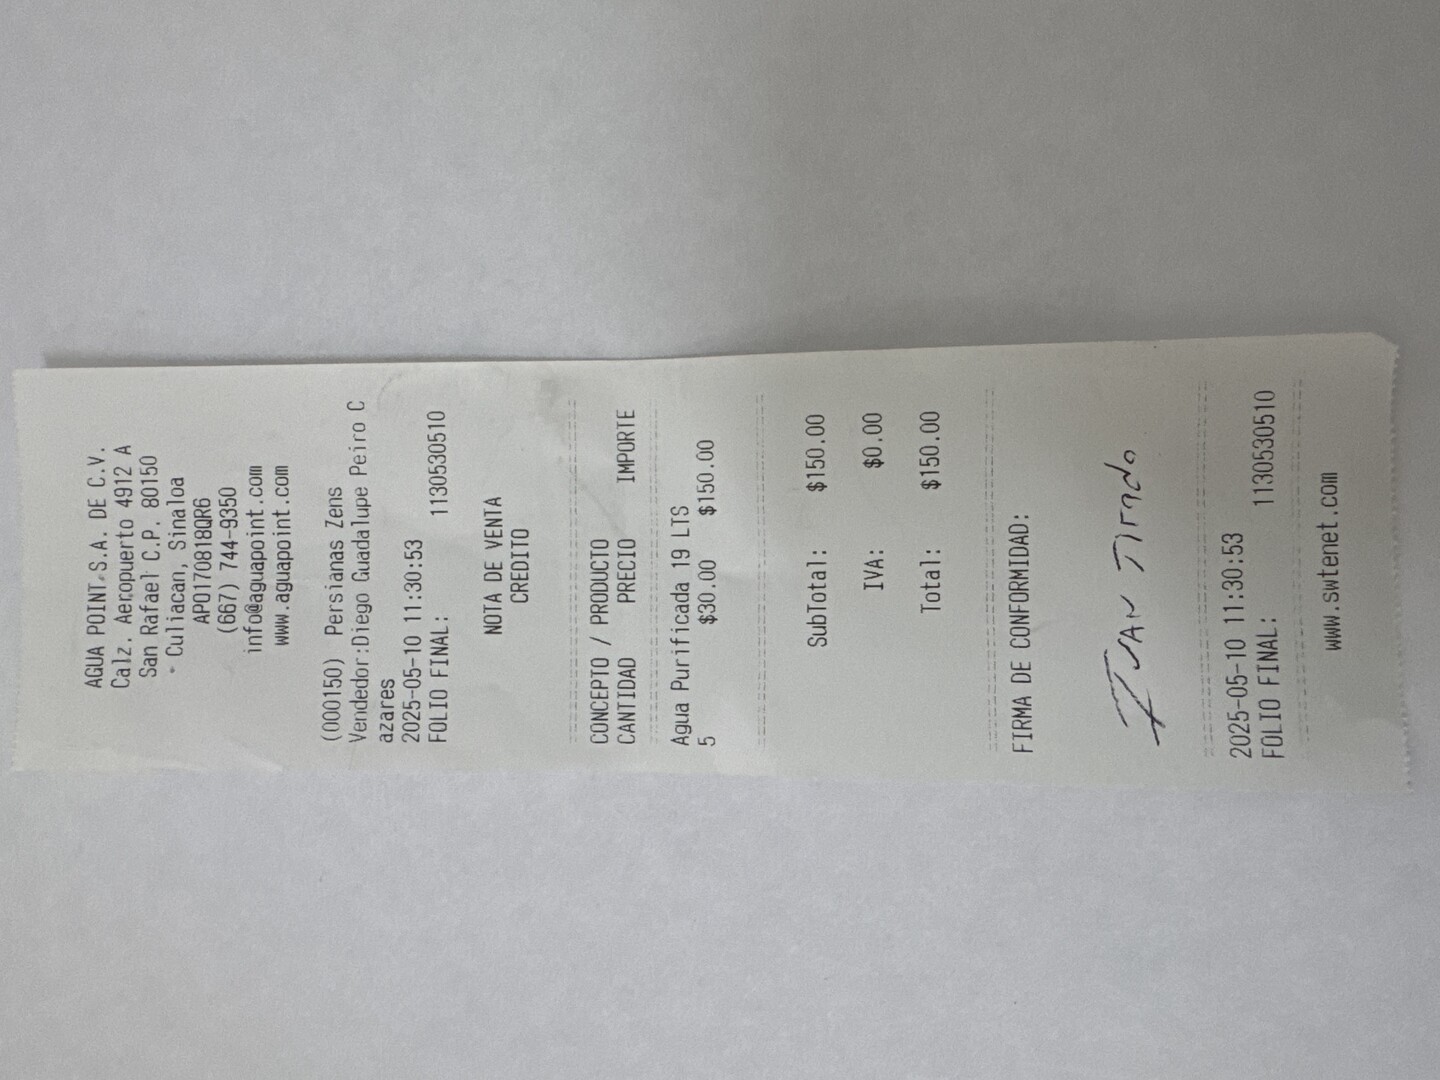 AGUA POINT S.A. DE C.V.
Calz. Aeropuerto 4912 A
San Rafael C.P. 80150
Culiacan, Sinaloa
APO170818QR6
(667) 744-9350
info@aguapoint.com
www.aguapoint.com
(000150) Persianas Zens
Vendedor:Diego Guadalupe Peiro C
azares
2025-05-10 11:30:53
FOLIO FINAL: 1130530510
NOTA DE VENTA
CREDITO
CONCEPTO / PRODUCTO
CANTIDAD PRECIO IMPORTE
Agua Purificada 19 LTS
5 $30.00 $150.00
SubTotal: $150.00
IVA: $0.00
Total: $150.00
FIRMA DE CONFORMIDAD:
IVAN TIRADO
2025-05-10 11:30:53
FOLIO FINAL: 1130530510
www.swtenet.com